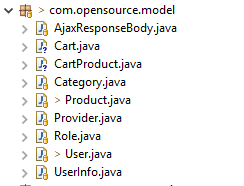 > com.opensource.model
AjaxResponseBody.java
Cart.java
CartProduct.java
Category.java
> Product.java
Provider.java
Role.java
> User.java
UserInfo.java